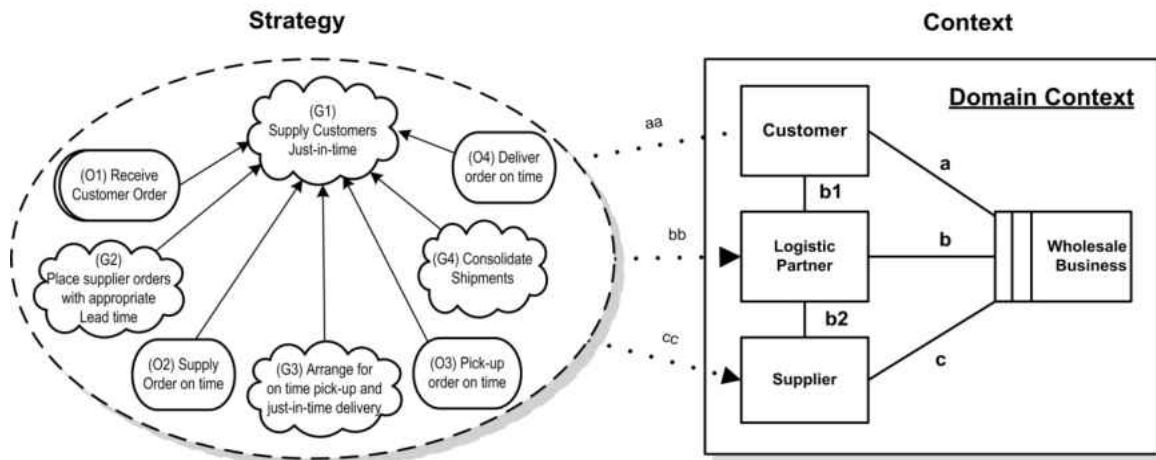 Strategy
Context
(G1)
Supply Customers
Just-in-time
(O4) Deliver
order on time
(O1) Receive
Customer Order
(G2)
Place supplier orders
with appropriate
Lead time
(G4) Consolidate
Shipments
(O2) Supply
Order on time
(G3) Arrange for
on time pick-up and
just-in-time delivery
(O3) Pick-up
order on time
aa
bb
cc
Domain Context
Customer
a
b1
Logistic
Partner
b
Wholesale
Business
b2
Supplier
c